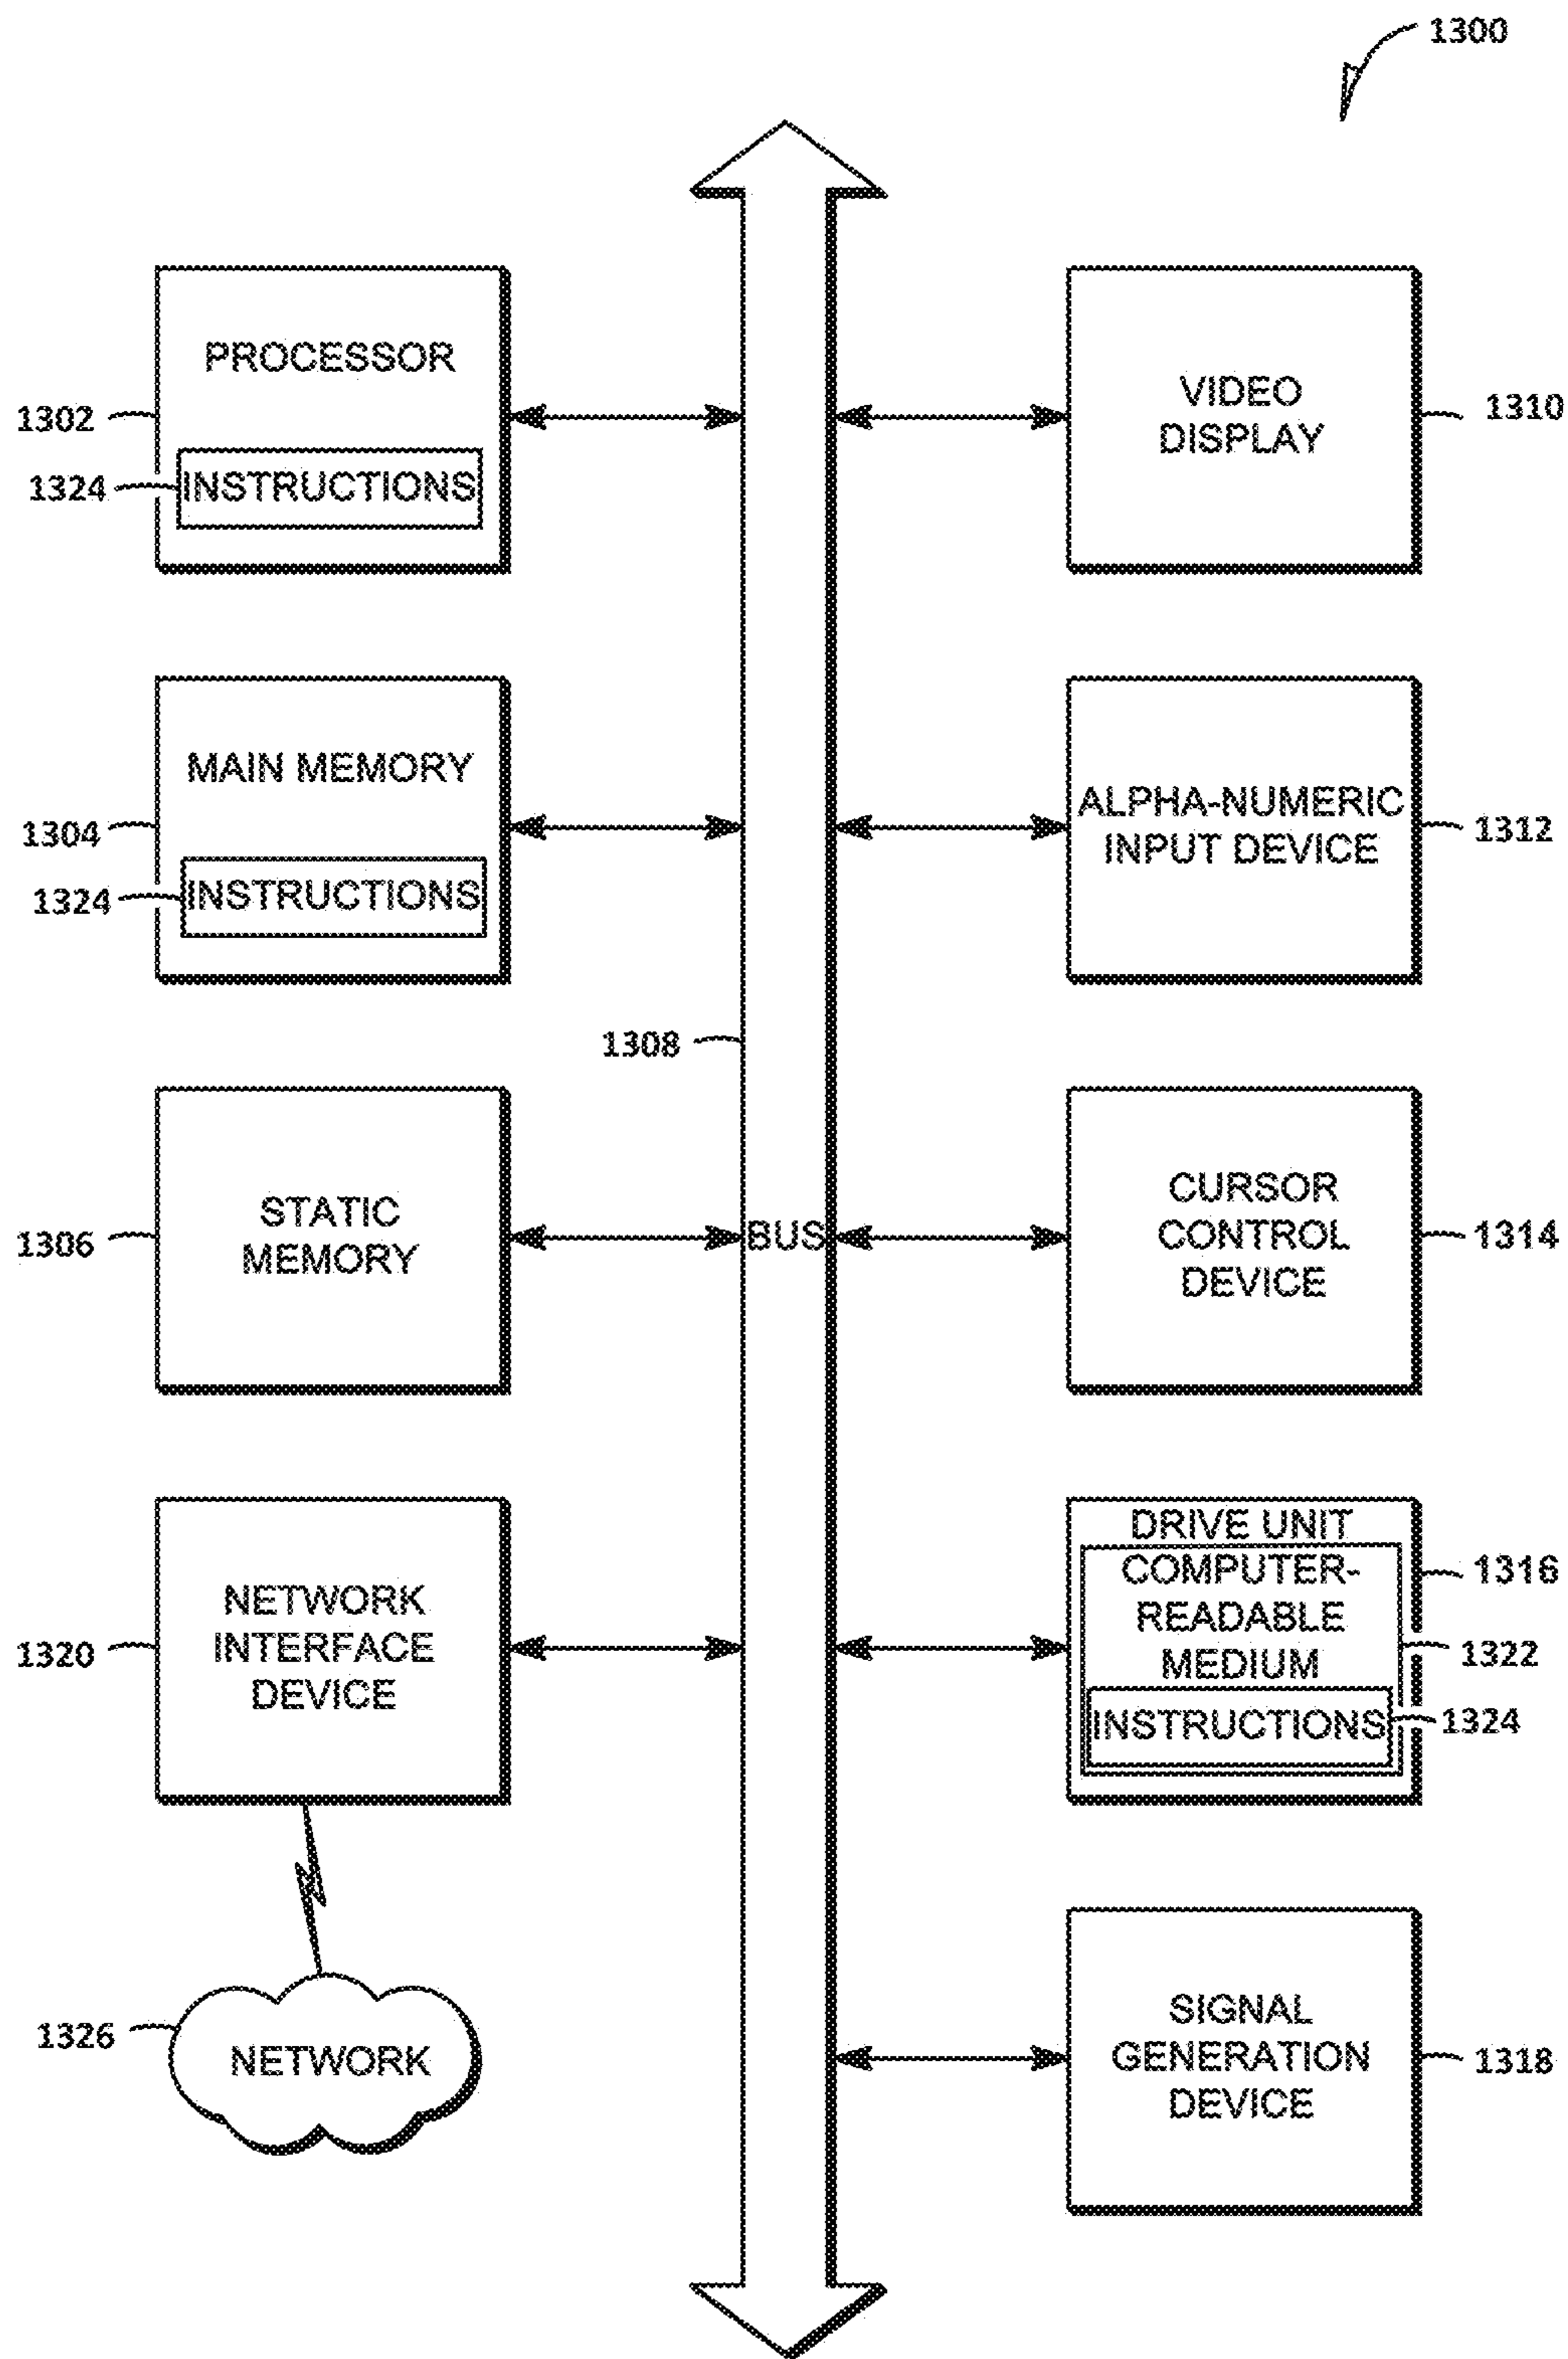 1300
PROCESSOR
1302
1324
INSTRUCTIONS
VIDEO
DISPLAY
1310
MAIN MEMORY
1304
1324
INSTRUCTIONS
ALPHA-NUMERIC
INPUT DEVICE
1312
1308
BUS
STATIC
MEMORY
1306
CURSOR
CONTROL
DEVICE
1314
NETWORK
INTERFACE
DEVICE
1320
DRIVE UNIT
COMPUTER-
READABLE
MEDIUM
1316
1322
INSTRUCTIONS
1324
1326
NETWORK
SIGNAL
GENERATION
DEVICE
1318